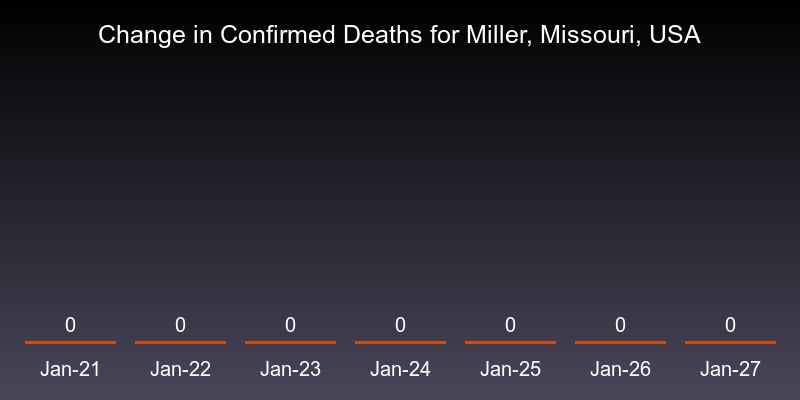 Change in Confirmed Deaths for Miller, Missouri, USA
0 0 0 0 0 0 0
Jan-21 Jan-22 Jan-23 Jan-24 Jan-25 Jan-26 Jan-27